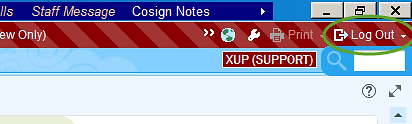 lls Staff Message Cosign Notes
ew Only) Print Log Out
XUP (SUPPORT)
?